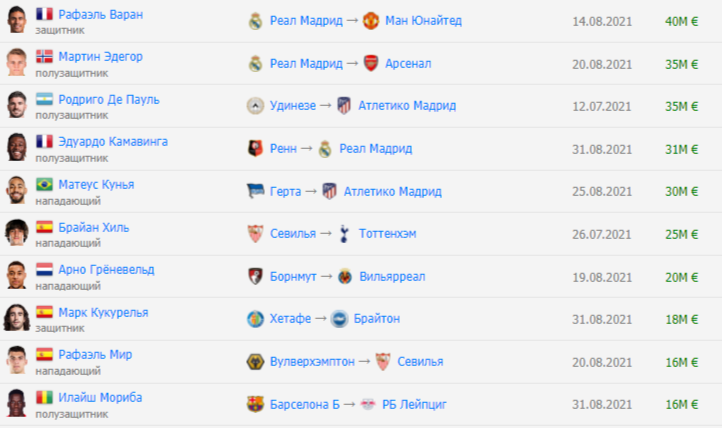 Рафаэль Варан
защитник
Реал Мадрид → Ман Юнайтед 14.08.2021 40M €
Мартин Эдегор
полузащитник
Реал Мадрид → Арсенал 20.08.2021 35M €
Родриго Де Пауль
полузащитник
Удинезе → Атлетико Мадрид 12.07.2021 35M €
Эдуардо Камавинга
полузащитник
Ренн → Реал Мадрид 31.08.2021 31M €
Матеус Кунья
нападающий
Герта → Атлетико Мадрид 25.08.2021 30M €
Брайан Хиль
нападающий
Севилья → Тоттенхэм 26.07.2021 25M €
Арно Грёневельд
нападающий
Борнмут → Вильярреал 19.08.2021 20M €
Марк Кукурелья
защитник
Хетафе → Брайтон 31.08.2021 18M €
Рафаэль Мир
нападающий
Вулверхэмптон → Севилья 20.08.2021 16M €
Илайш Мориба
полузащитник
Барселона Б → РБ Лейпциг 31.08.2021 16M €